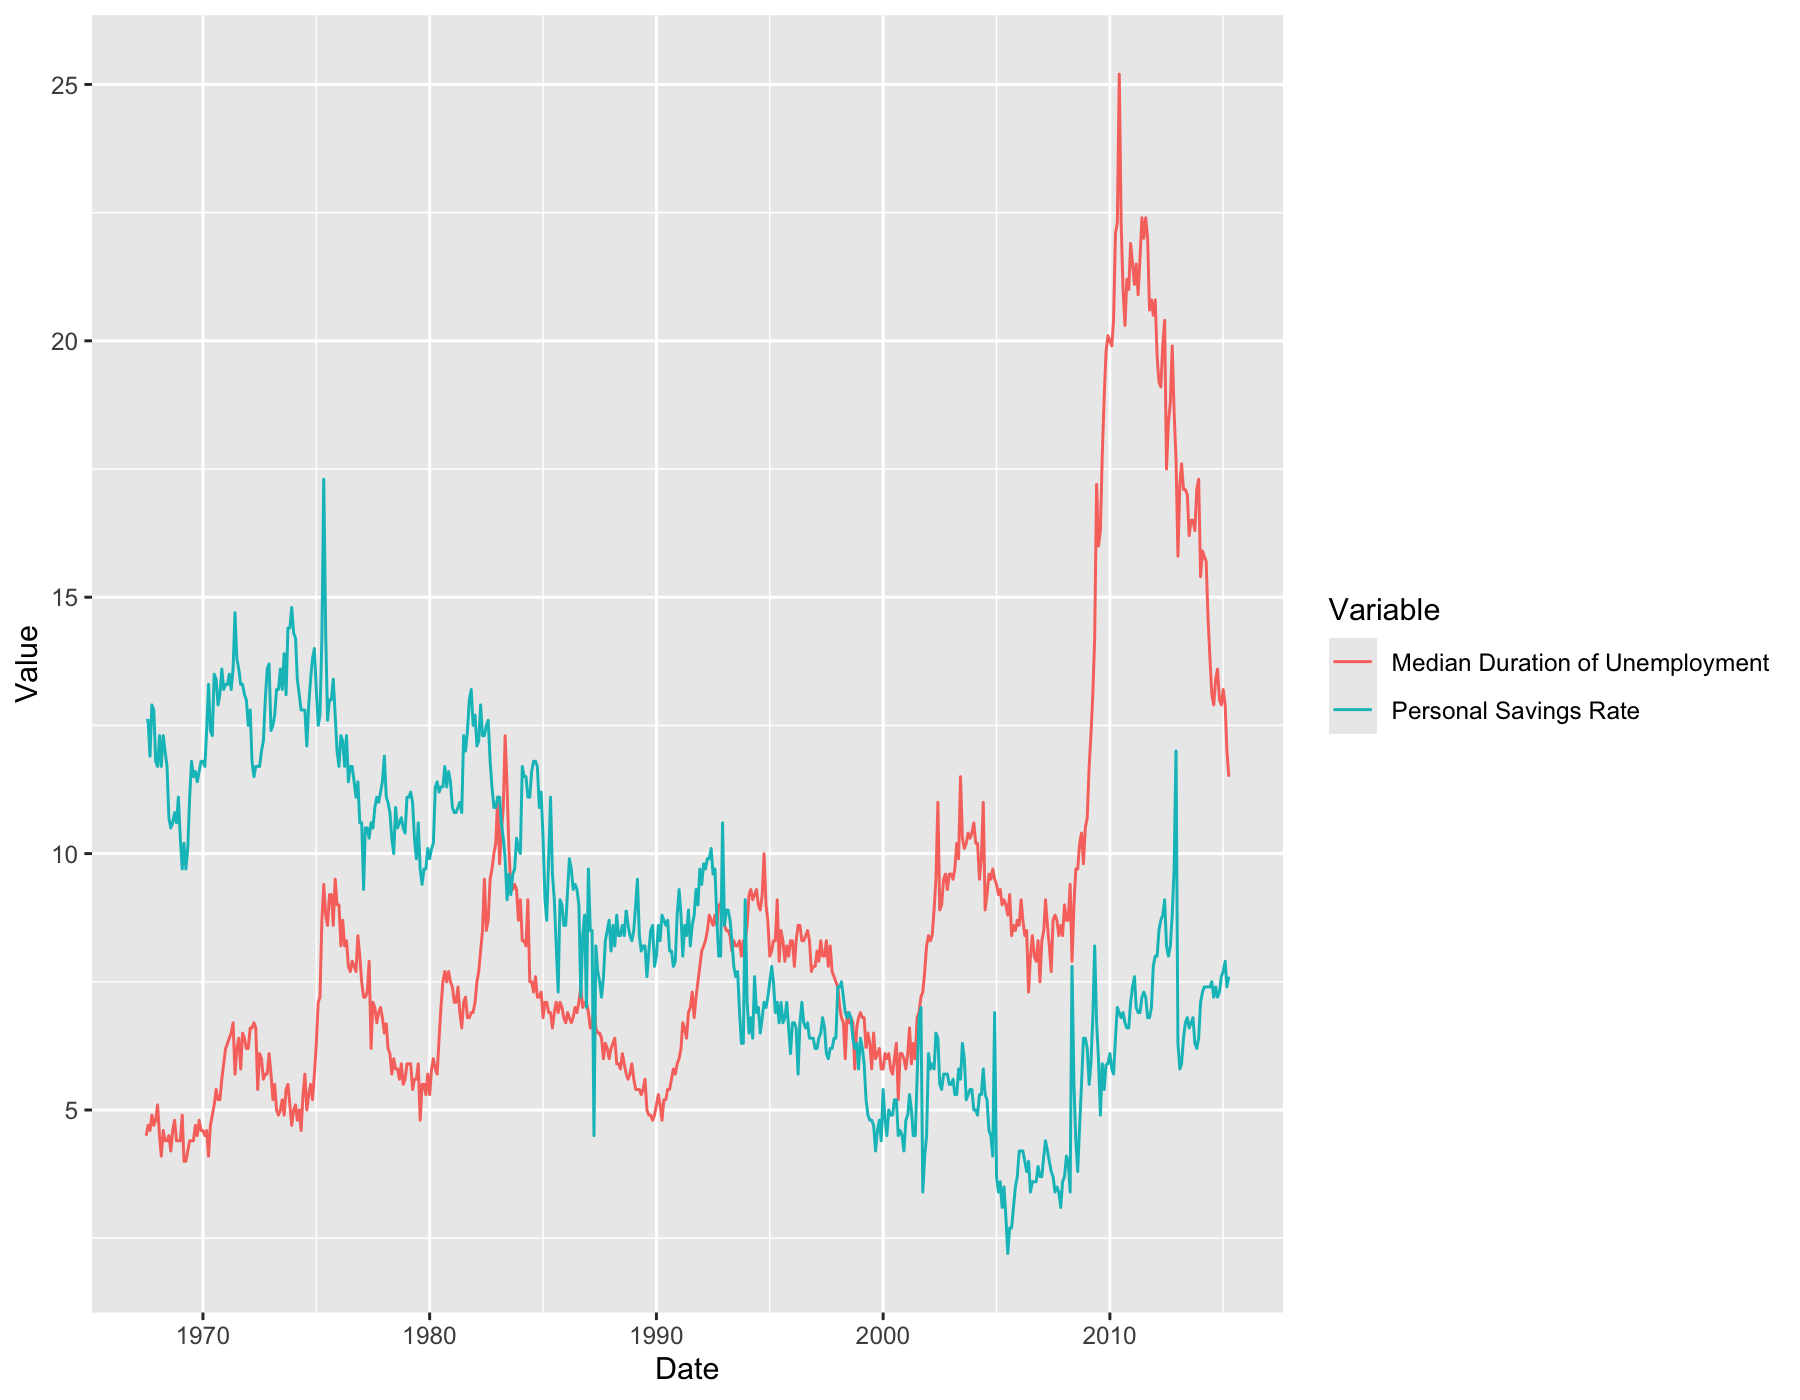 25
20
15
10
5
Value
1970
1980
1990
2000
2010
Date
Variable
Median Duration of Unemployment
Personal Savings Rate